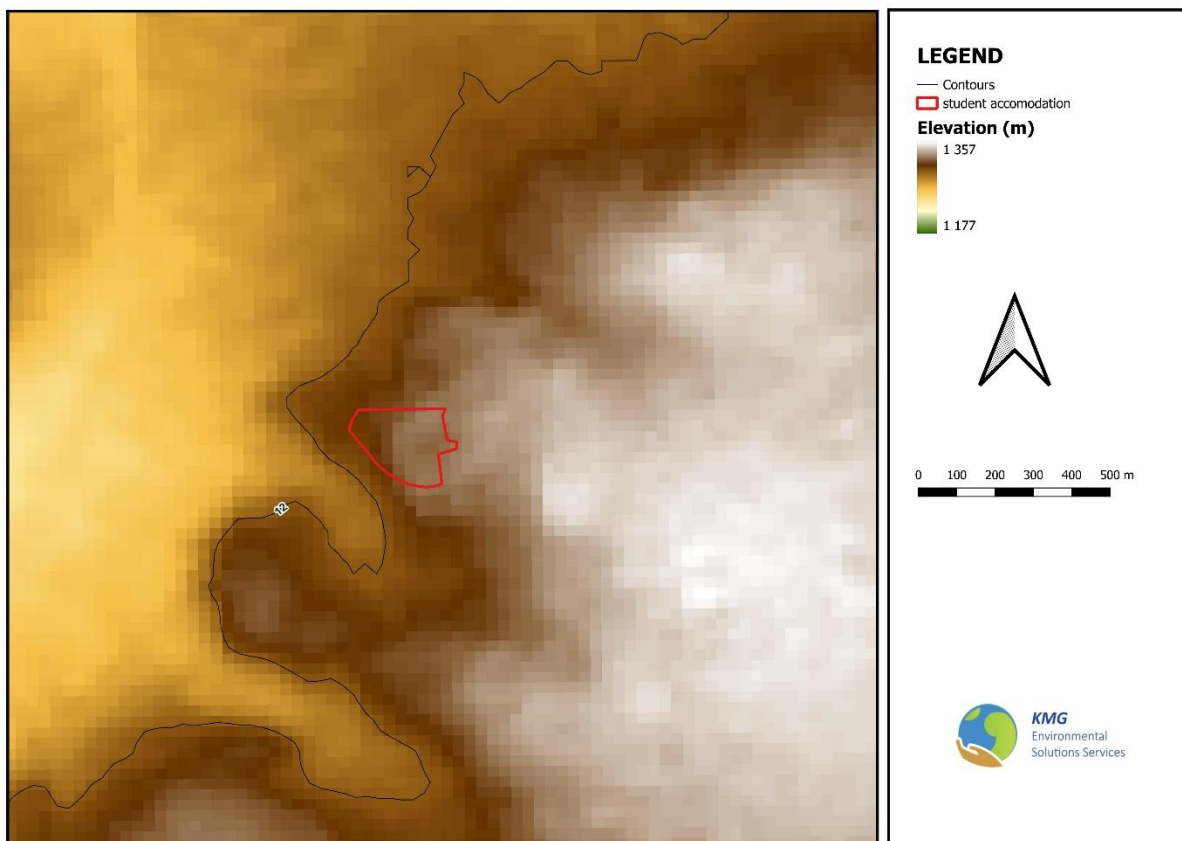 LEGEND
Contours
student accomodation
Elevation (m)
1 357
1 177
0 100 200 300 400 500 m
12
KMG
Environmental
Solutions Services